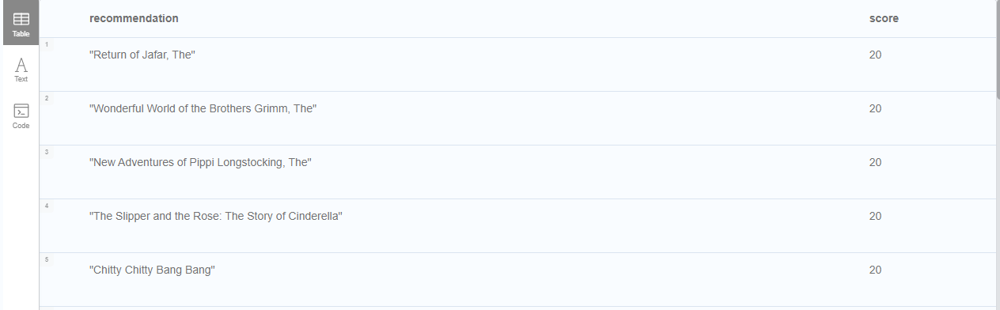 recommendation score
Table
1
"Return of Jafar, The" 20
Text
2
"Wonderful World of the Brothers Grimm, The" 20
Code
3
"New Adventures of Pippi Longstocking, The" 20
4
"The Slipper and the Rose: The Story of Cinderella" 20
5
"Chitty Chitty Bang Bang" 20